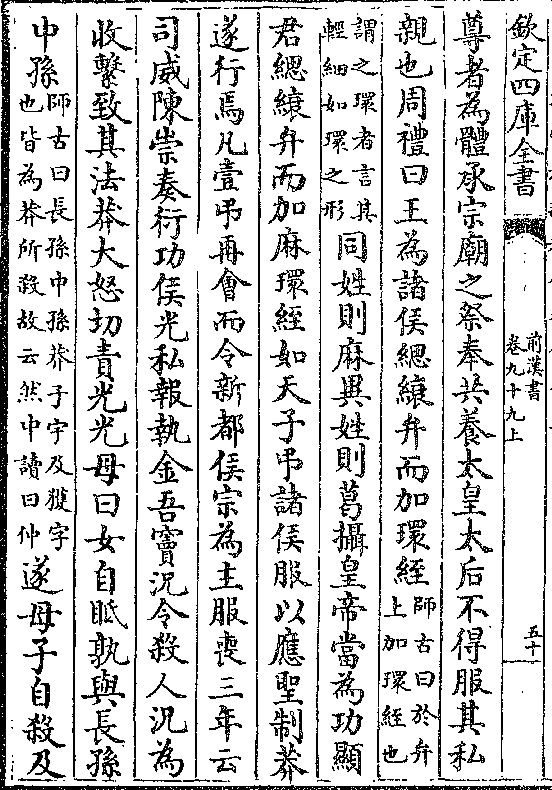 欽定四庫全書
前漢書
卷九十九上
五十
尊者為體承宗廟之祭奉共養太皇太后不得服其私
親也周禮曰王為諸侯緦縗弁而加環絰師古曰於弁上加環絰也
謂之環者言其輕細如環之形同姓則麻異姓則葛攝皇帝當為功顯
君緦縗弁而加麻環絰如天子弔諸侯服以應聖制莽
遂行焉凡壹弔再會而令新都侯宗為主服喪三年云
司威陳崇奏衍功侯光私報執金吾竇況令殺人況為
收繫致其法莽大怒切責光光母曰女自眡孰與長孫
中孫師古曰長孫中孫莽子宇及獲字也皆為莽所殺故云然中讀曰仲遂母子自殺及